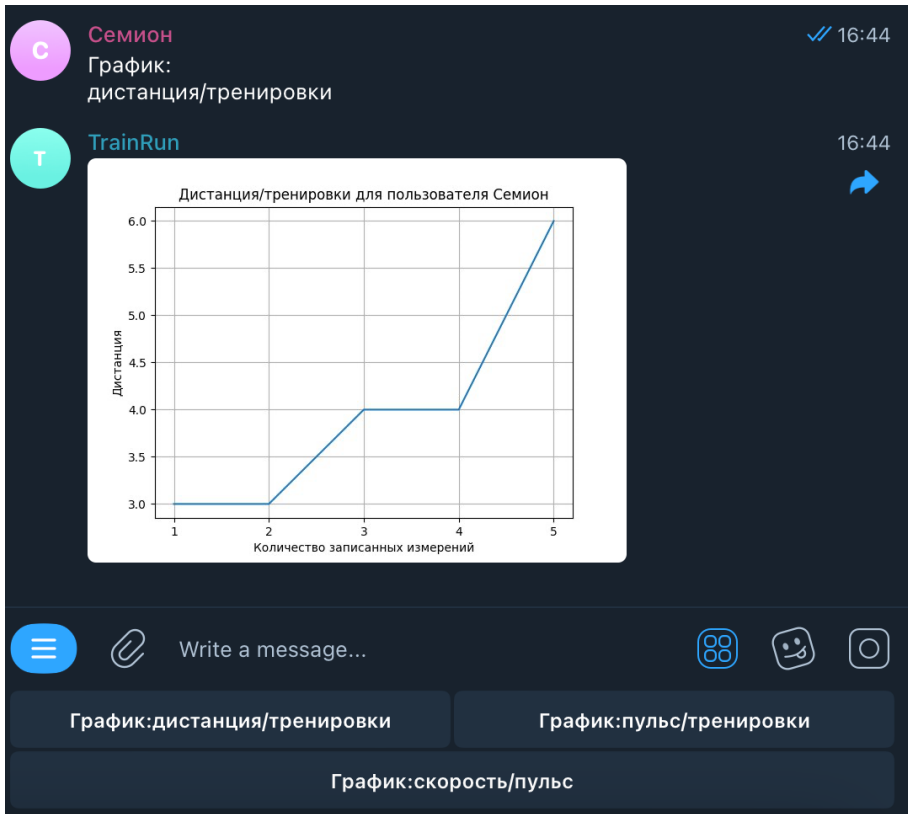 С
Семион
16:44
График:
дистанция/тренировки
T
TrainRun
16:44
Дистанция/тренировки для пользователя Семион
6.0
5.5
5.0
4.5
4.0
3.5
3.0
Дистанция
1 2 3 4 5
Количество записанных измерений
Write a message...
График:дистанция/тренировки
График:пульс/тренировки
График:скорость/пульс